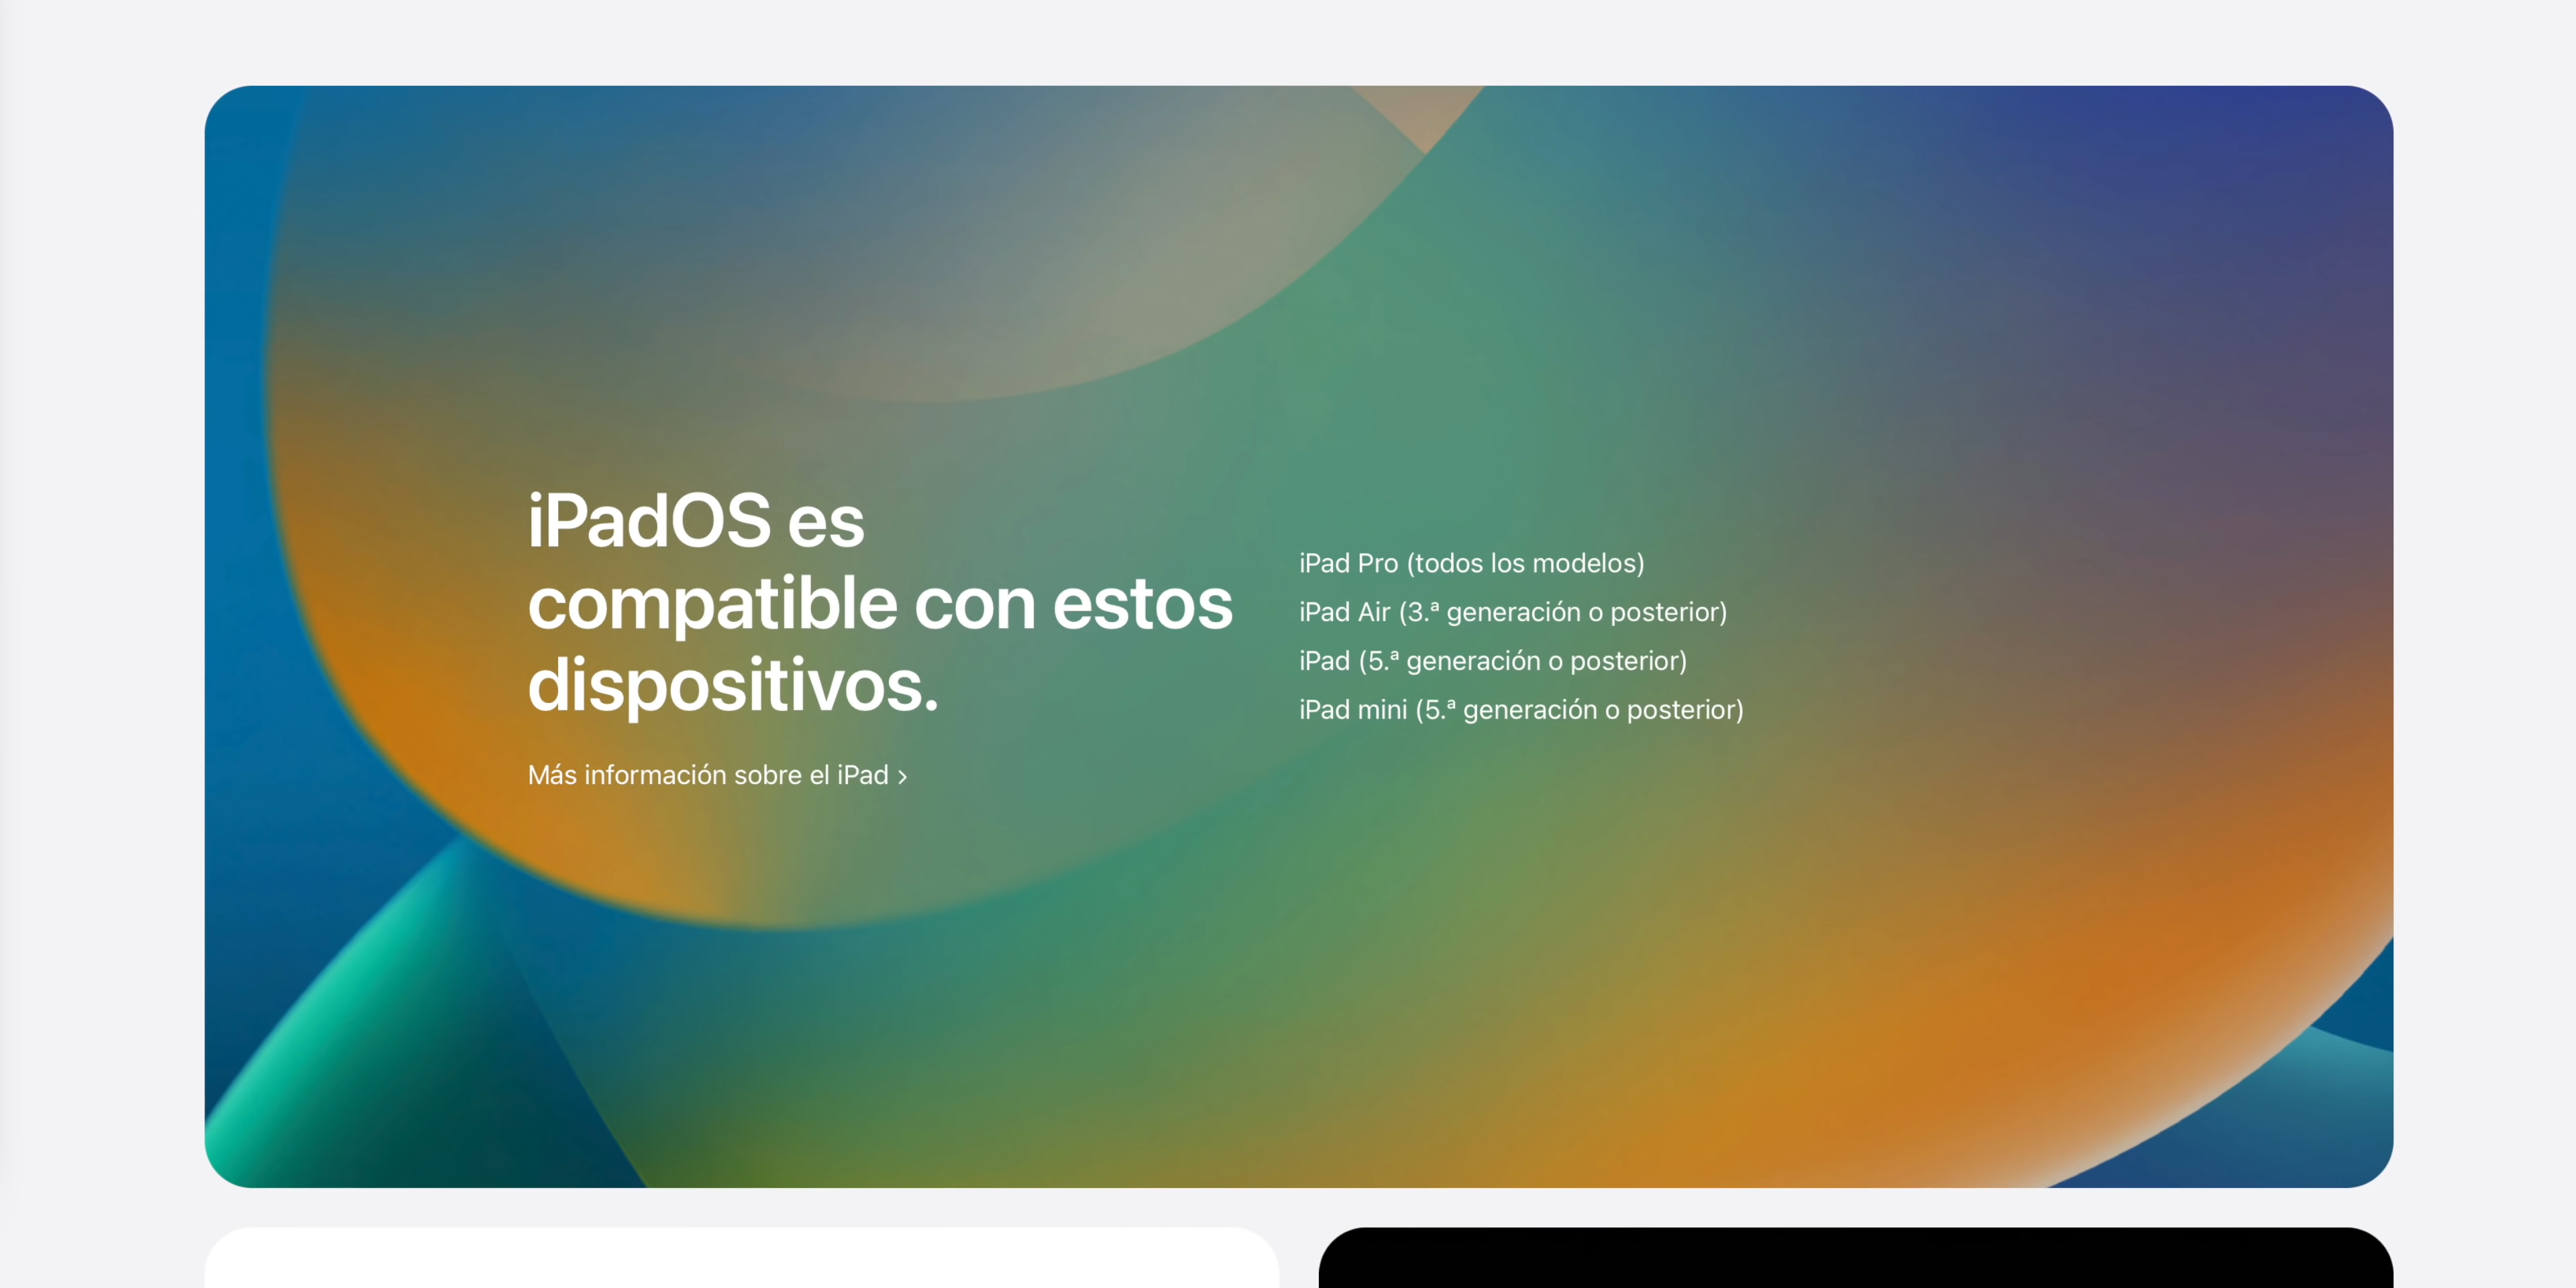 iPadOS es
compatible con estos
dispositivos.
Más información sobre el iPad >
iPad Pro (todos los modelos)
iPad Air (3.ª generación o posterior)
iPad (5.ª generación o posterior)
iPad mini (5.ª generación o posterior)